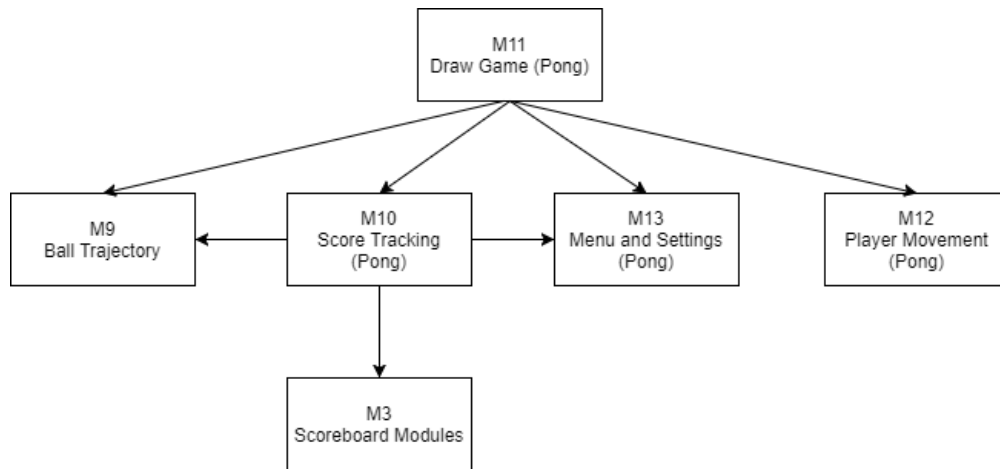 M11
Draw Game (Pong)
M9
Ball Trajectory
M10
Score Tracking
(Pong)
M13
Menu and Settings
(Pong)
M12
Player Movement
(Pong)
M3
Scoreboard Modules